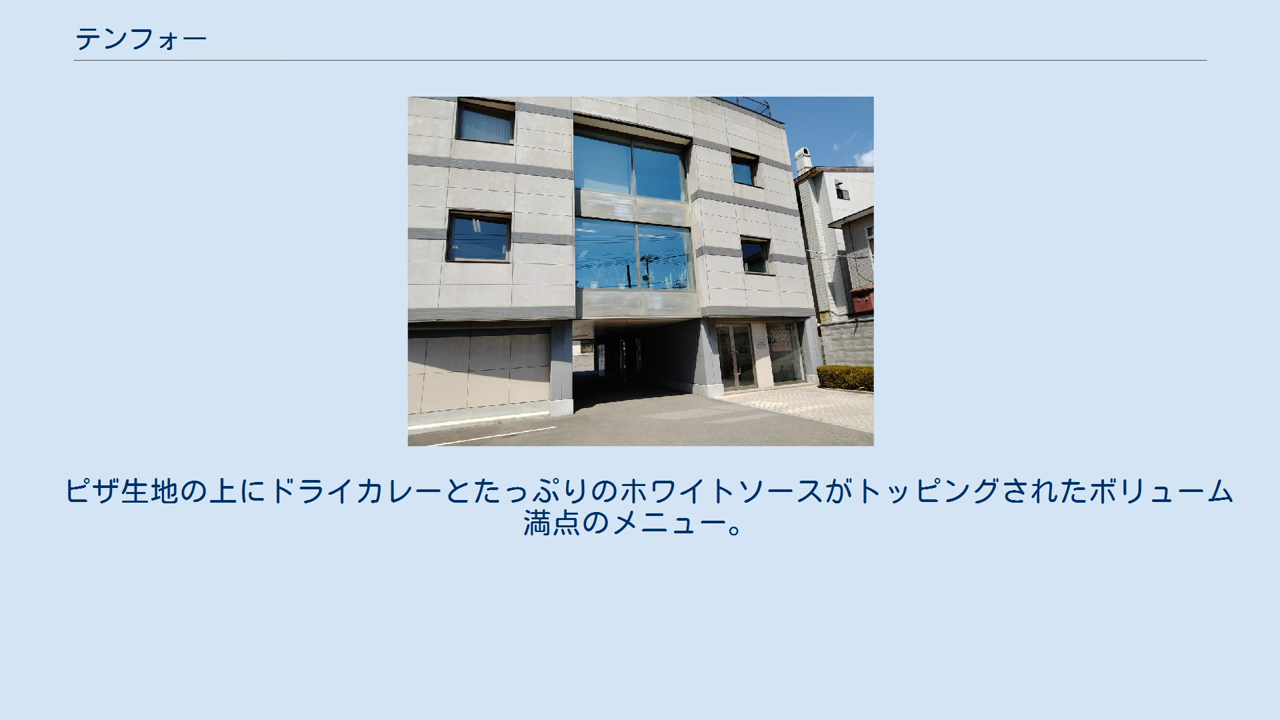 テンフォー
ピザ生地の上にドライカレーとたっぷりのホワイトソースがトッピングされたボリューム
満点のメニュー。